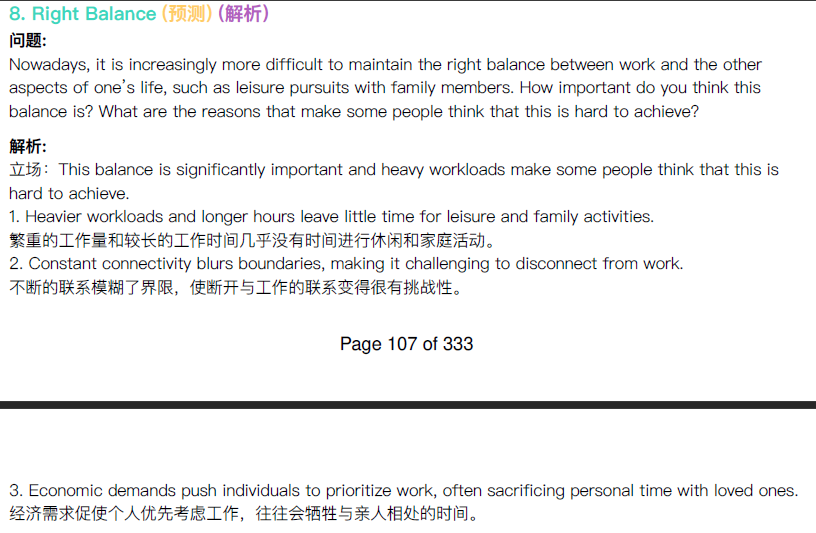 8. Right Balance (预测) (解析)
问题:
Nowadays, it is increasingly more difficult to maintain the right balance between work and the other
aspects of one's life, such as leisure pursuits with family members. How important do you think this
balance is? What are the reasons that make some people think that this is hard to achieve?
解析:
立场：This balance is significantly important and heavy workloads make some people think that this is
hard to achieve.
1. Heavier workloads and longer hours leave little time for leisure and family activities.
繁重的工作量和较长的工作时间几乎没有时间进行休闲和家庭活动。
2. Constant connectivity blurs boundaries, making it challenging to disconnect from work.
不断的联系模糊了界限，使断开与工作的联系变得很有挑战性。
Page 107 of 333
3. Economic demands push individuals to prioritize work, often sacrificing personal time with loved ones.
经济需求促使个人优先考虑工作，往往会牺牲与亲人相处的时间。